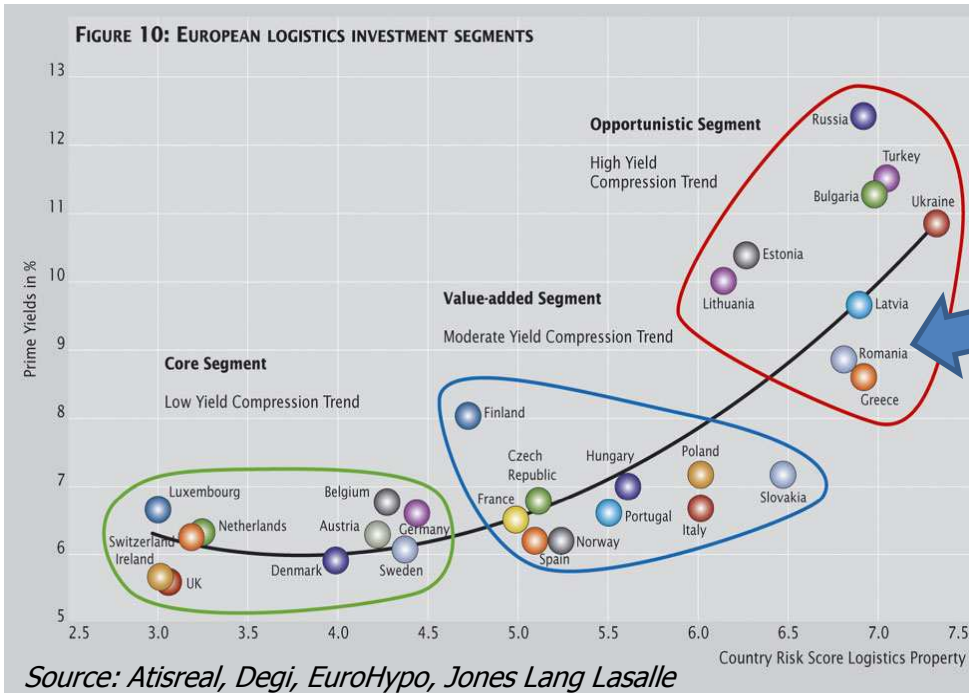 FIGURE 10: EUROPEAN LOGISTICS INVESTMENT SEGMENTS
13
12
11
10
9
8
7
6
5
Prime Yields in %
2.5 3.0 3.5 4.0 4.5 5.0 5.5 6.0 6.5 7.0 7.5
Country Risk Score Logistics Property
Opportunistic Segment
High Yield
Compression Trend
Russia
Turkey
Bulgaria
Ukraine
Estonia
Lithuania
Latvia
Romania
Greece
Value-added Segment
Moderate Yield Compression Trend
Finland
Czech
Republic
Hungary
Poland
Slovakia
France
Portugal
Italy
Spain
Norway
Core Segment
Low Yield Compression Trend
Luxembourg
Belgium
Netherlands
Austria
Germany
Switzerland
Ireland
UK
Denmark
Sweden
Source: Atisreal, Degi, EuroHypo, Jones Lang Lasalle